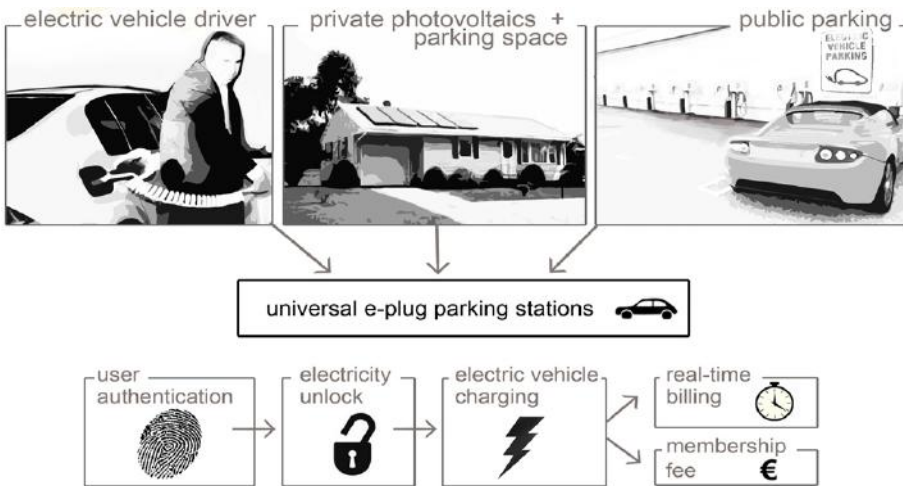 electric vehicle driver
private photovoltaics +
parking space
public parking
ELECTRIC
VEHICLE
PARKING
universal e-plug parking stations
user
authentication
electricity
unlock
electric vehicle
charging
real-time
billing
membership
fee €